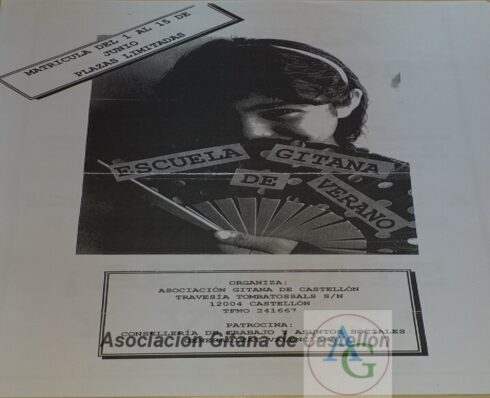 MATRICULA DEL 1 AL 15 DE
JUNIO
PLAZAS LIMITADAS
ESCUELA GITANA
DE VERANO
ORGANIZA:
ASOCIACIÓN GITANA DE CASTELLÓN
TRAVESÍA TOMBATOSSALS S/N
12004 CASTELLÓN
TFNO 241667
PATROCINA:
CONSELLERÍA DE TRABAJO Y ASUNTOS SOCIALES
Asociación Gitana de Castellón
AGC